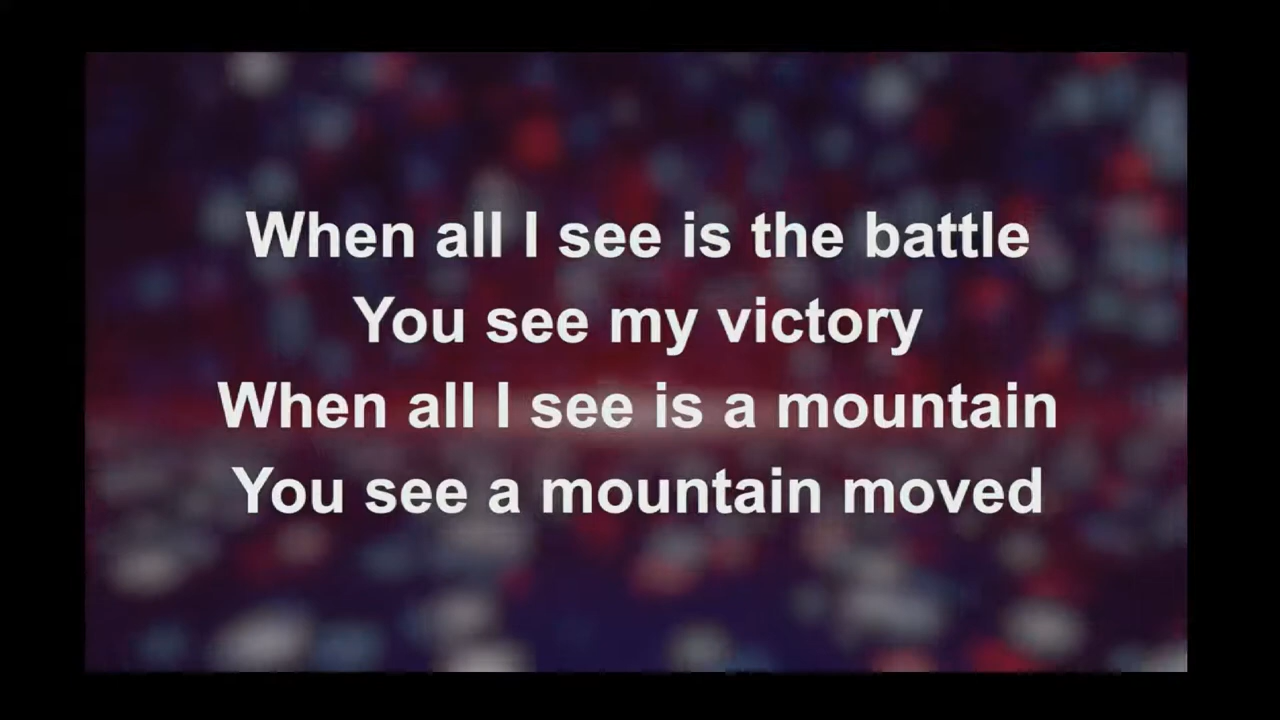 When all I see is the battle
You see my victory
When all I see is a mountain
You see a mountain moved